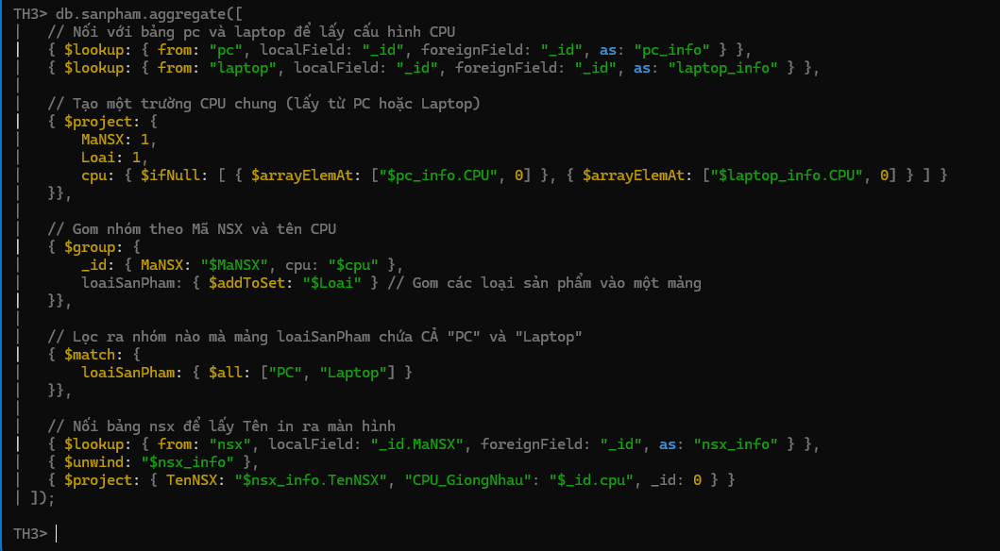 TH3> db.sanpham.aggregate([
|   // Nối với bảng pc và laptop để lấy cấu hình CPU
|   { $lookup: { from: "pc", localField: "_id", foreignField: "_id", as: "pc_info" } },
|   { $lookup: { from: "laptop", localField: "_id", foreignField: "_id", as: "laptop_info" } },
|
|   // Tạo một trường CPU chung (lấy từ PC hoặc Laptop)
|   { $project: {
|       MaNSX: 1,
|       Loai: 1,
|       cpu: { $ifNull: [ { $arrayElemAt: ["$pc_info.CPU", 0] }, { $arrayElemAt: ["$laptop_info.CPU", 0] } ] }
|   }},
|
|   // Gom nhóm theo Mã NSX và tên CPU
|   { $group: {
|       _id: { MaNSX: "$MaNSX", cpu: "$cpu" },
|       loaiSanPham: { $addToSet: "$Loai" } // Gom các loại sản phẩm vào một mảng
|   }},
|
|   // Lọc ra nhóm nào mà mảng loaiSanPham chứa CẢ "PC" và "Laptop"
|   { $match: {
|       loaiSanPham: { $all: ["PC", "Laptop"] }
|   }},
|
|   // Nối bảng nsx để lấy Tên in ra màn hình
|   { $lookup: { from: "nsx", localField: "_id.MaNSX", foreignField: "_id", as: "nsx_info" } },
|   { $unwind: "$nsx_info" },
|   { $project: { TenNSX: "$nsx_info.TenNSX", "CPU_GiongNhau": "$_id.cpu", _id: 0 } }
| ]);
TH3>